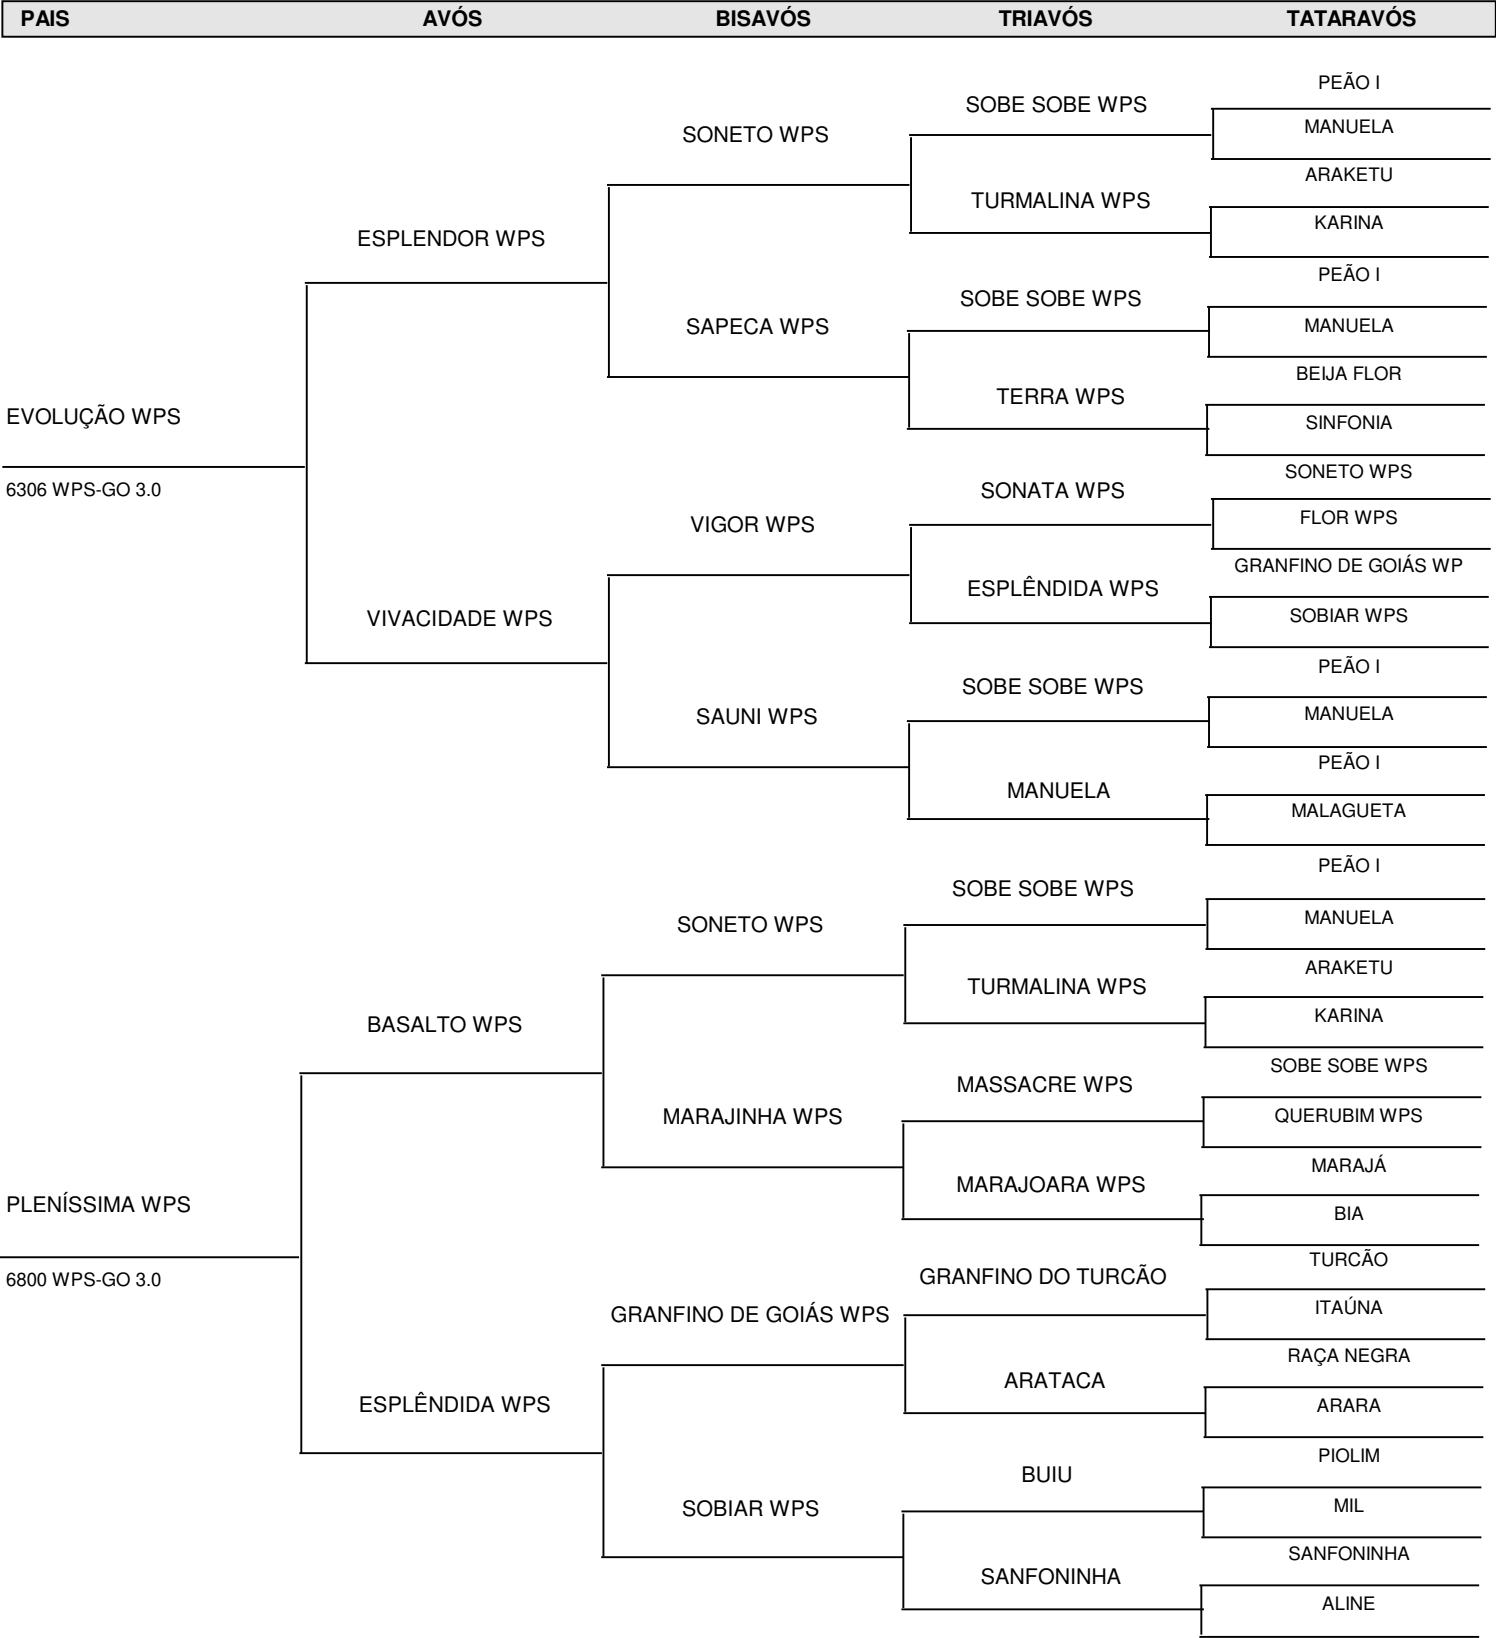 PAIS AVÓS BISAVÓS TRIAVÓS TATARAVÓS
PEÃO I
SOBE SOBE WPS
MANUELA
SONETO WPS
ARAKETU
TURMALINA WPS
KARINA
ESPLENDOR WPS
PEÃO I
SOBE SOBE WPS
MANUELA
SAPECA WPS
BEIJA FLOR
TERRA WPS
SINFONIA
EVOLUÇÃO WPS
6306 WPS-GO 3.0
SONETO WPS
SONATA WPS
FLOR WPS
VIGOR WPS
GRANFINO DE GOIÁS WP
ESPLÊNDIDA WPS
SOBIAR WPS
VIVACIDADE WPS
PEÃO I
SOBE SOBE WPS
MANUELA
SAUNI WPS
PEÃO I
MANUELA
MALAGUETA
PEÃO I
SOBE SOBE WPS
MANUELA
SONETO WPS
ARAKETU
TURMALINA WPS
KARINA
BASALTO WPS
SOBE SOBE WPS
MASSACRE WPS
QUERUBIM WPS
MARAJINHA WPS
MARAJÁ
MARAJOARA WPS
BIA
PLENÍSSIMA WPS
6800 WPS-GO 3.0
TURCÃO
GRANFINO DO TURCÃO
ITAÚNA
GRANFINO DE GOIÁS WPS
RAÇA NEGRA
ARATACA
ARARA
ESPLÊNDIDA WPS
PIOLIM
BUIU
MIL
SOBIAR WPS
SANFONINHA
SANFONINHA
ALINE